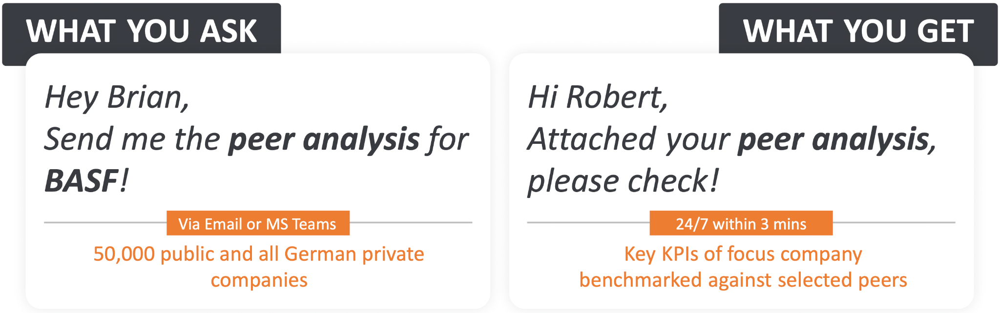 WHAT YOU ASK
Hey Brian,
Send me the peer analysis for
BASF!
Via Email or MS Teams
50,000 public and all German private
companies
WHAT YOU GET
Hi Robert,
Attached your peer analysis,
please check!
24/7 within 3 mins
Key KPIs of focus company
benchmarked against selected peers